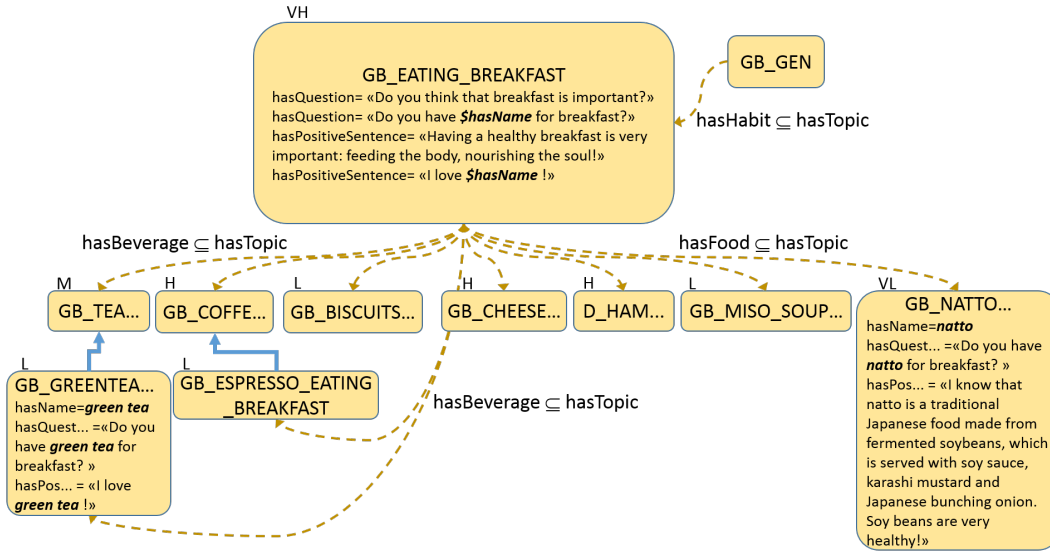 VH
GB_EATING_BREAKFAST
hasQuestion= «Do you think that breakfast is important?»
hasQuestion= «Do you have $hasName for breakfast?»
hasPositiveSentence= «Having a healthy breakfast is very
important: feeding the body, nourishing the soul!»
hasPositiveSentence= «I love $hasName !»
GB_GEN
hasHabit ⊆ hasTopic
hasBeverage ⊆ hasTopic
hasFood ⊆ hasTopic
M
GB_TEA...
H
GB_COFFE...
L
GB_BISCUITS...
H
GB_CHEESE...
H
D_HAM...
L
GB_MISO_SOUP...
VL
GB_NATTO...
hasName=natto
hasQuest... =«Do you have
natto for breakfast? »
hasPos... = «I know that
natto is a traditional
Japanese food made from
fermented soybeans, which
is served with soy sauce,
karashi mustard and
Japanese bunching onion.
Soy beans are very
healthy!»
L
GB_GREENTEA...
hasName=green tea
hasQuest... =«Do you
have green tea for
breakfast? »
hasPos... = «I love
green tea !»
L
GB_ESPRESSO_EATING
_BREAKFAST
hasBeverage ⊆ hasTopic